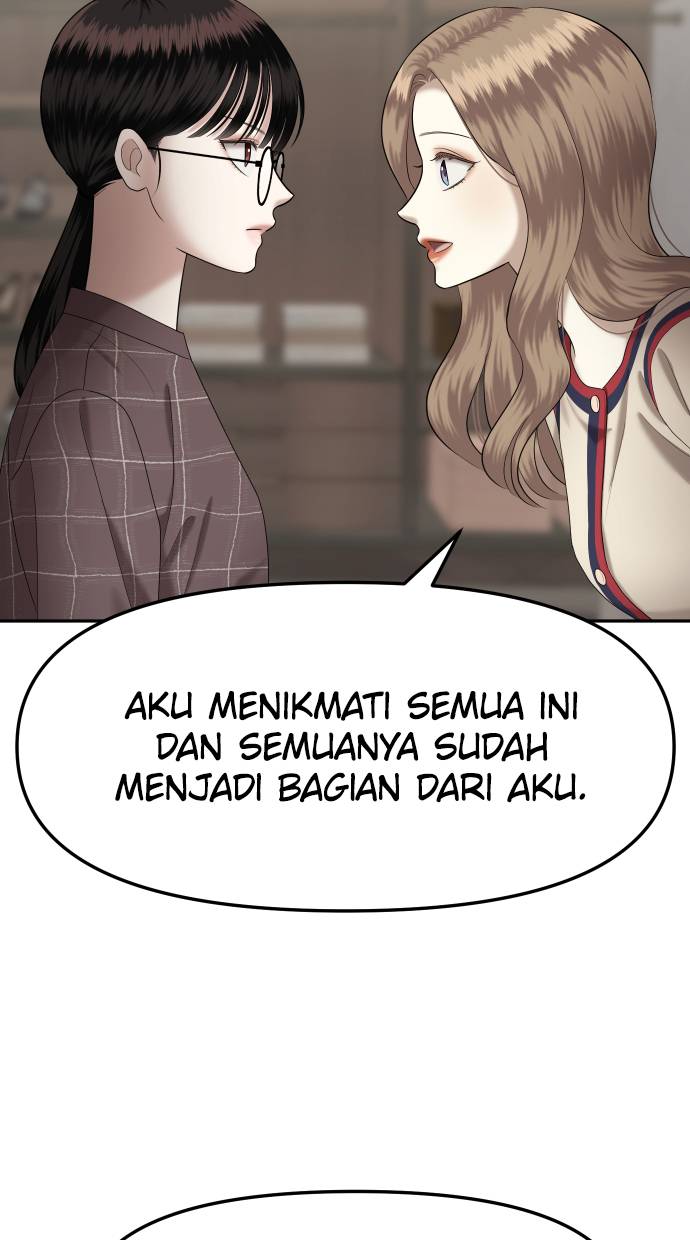 AKU MENIKMATI SEMUA INI
DAN SEMUANYA SUDAH
MENJADI BAGIAN DARI AKU.